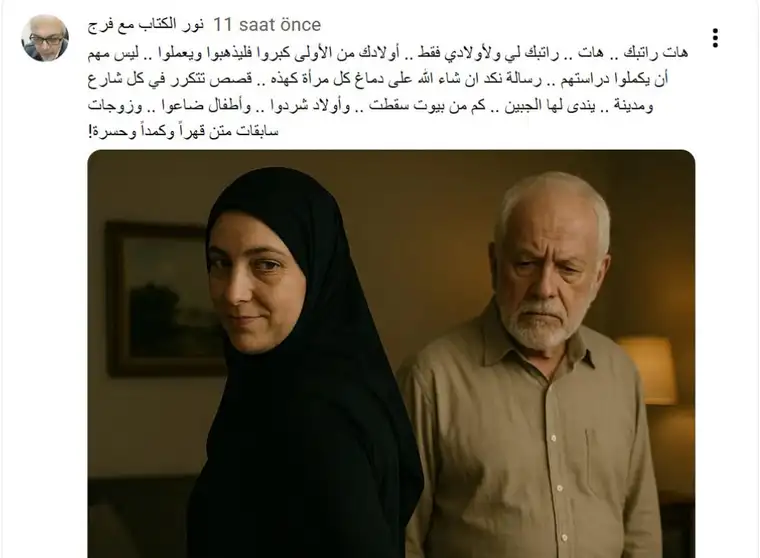 نور الكتاب مع فرج 11 saat önce
هات راتبك .. هات .. راتبك لي ولأولادي فقط .. أولادك من الأولى كبروا فليذهبوا ويعملوا .. ليس مهم
أن يكملوا دراستهم .. رسالة نكد ان شاء الله على دماغ كل مرأة كهذه .. قصص تتكرر في كل شارع
ومدينة .. يندى لها الجبين .. كم من بيوت سقطت .. وأولاد شردوا .. وأطفال ضاعوا .. وزوجات
سابقات متن قهراً وكمداً وحسرة!